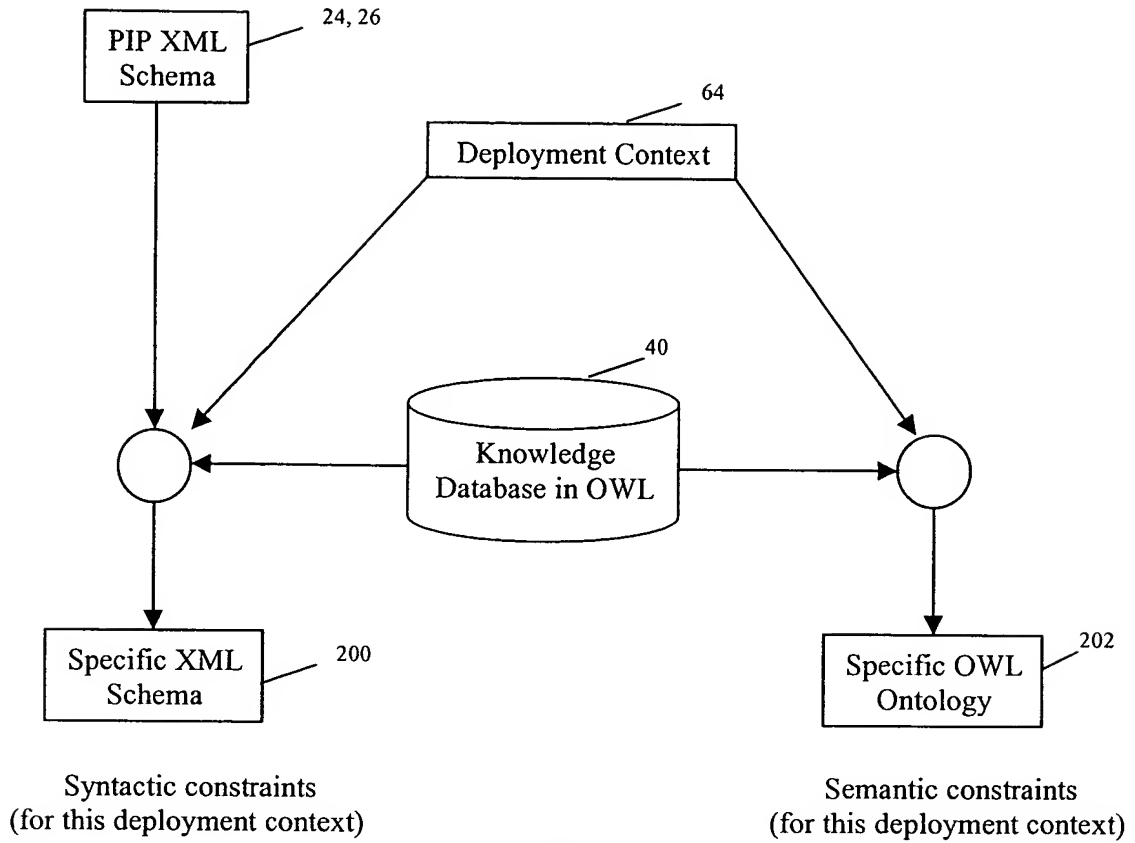 24, 26
PIP XML
Schema
64
Deployment Context
40
Knowledge
Database in OWL
Specific XML
Schema
200
Specific OWL
Ontology
202
Syntactic constraints
(for this deployment context)
Semantic constraints
(for this deployment context)